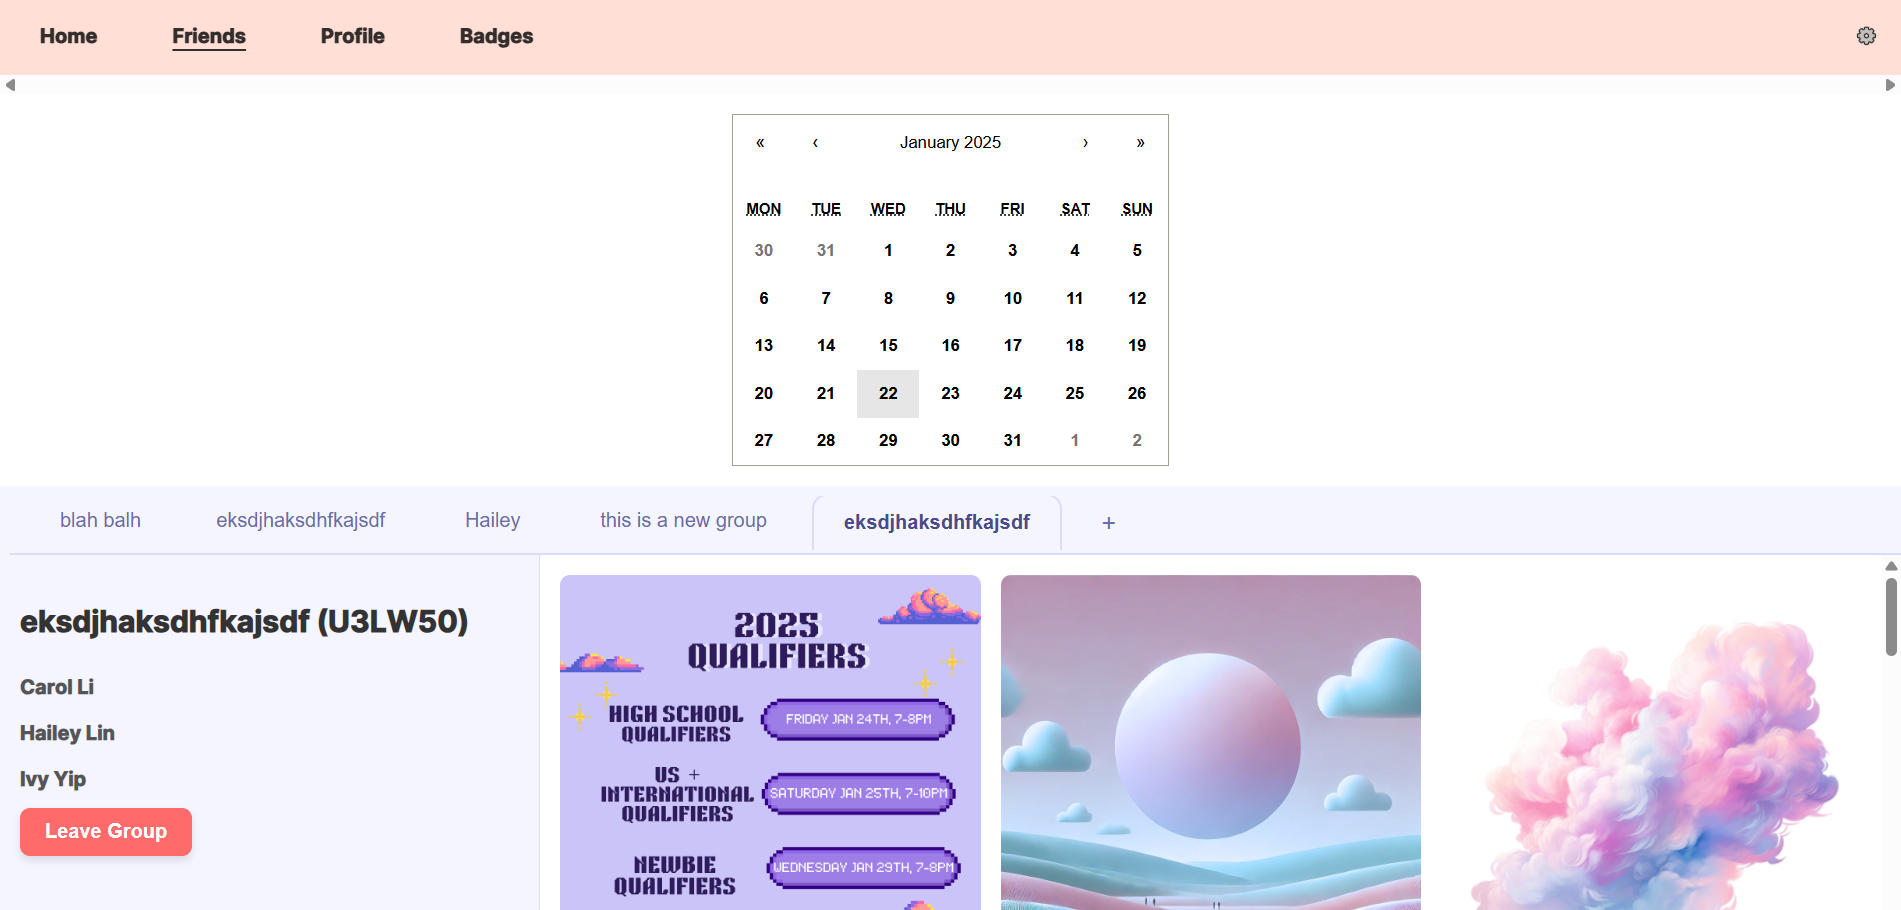 Home Friends Profile Badges
« ‹ January 2025 › »
MON TUE WED THU FRI SAT SUN
30 31 1 2 3 4 5
6 7 8 9 10 11 12
13 14 15 16 17 18 19
20 21 22 23 24 25 26
27 28 29 30 31 1 2
blah balh eksdjhaksdhfkajsdf Hailey this is a new group eksdjhaksdhfkajsdf +
eksdjhaksdhfkajsdf (U3LW50)
Carol Li
Hailey Lin
Ivy Yip
Leave Group
2025
QUALIFIERS
HIGH SCHOOL
QUALIFIERS
FRIDAY JAN 24TH, 7-8PM
US +
INTERNATIONAL
QUALIFIERS
SATURDAY JAN 25TH, 7-10PM
NEWBIE
QUALIFIERS
WEDNESDAY JAN 29TH, 7-8PM